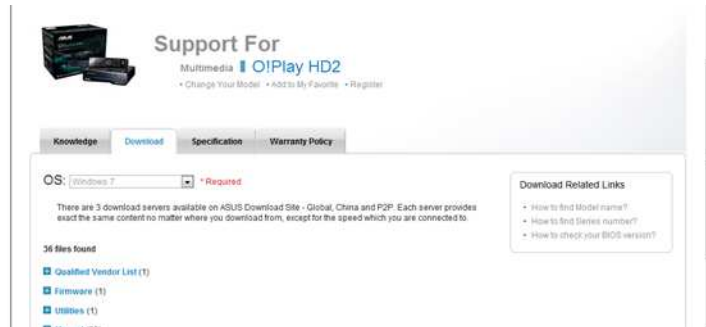 Support For
Multimedia O!Play HD2
• Change Your Model • Add to My Favorite • Register
Knowledge Download Specification Warranty Policy
OS: Windows 7 * Required
There are 3 download servers available on ASUS Download Site - Global, China and P2P. Each server provides
exact the same content no matter where you download from, except for the speed which you are connected to.
36 files found
Qualified Vendor List (1)
Firmware (1)
Utilities (1)
Download Related Links
• How to find Model name?
• How to find Series number?
• How to check your BIOS version?